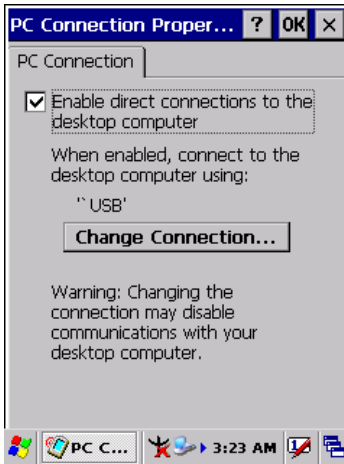 PC Connection Proper... ? OK ×
PC Connection
Enable direct connections to the
desktop computer
When enabled, connect to the
desktop computer using:
'`USB'
Change Connection...
Warning: Changing the
connection may disable
communications with your
desktop computer.
PC C... 3:23 AM